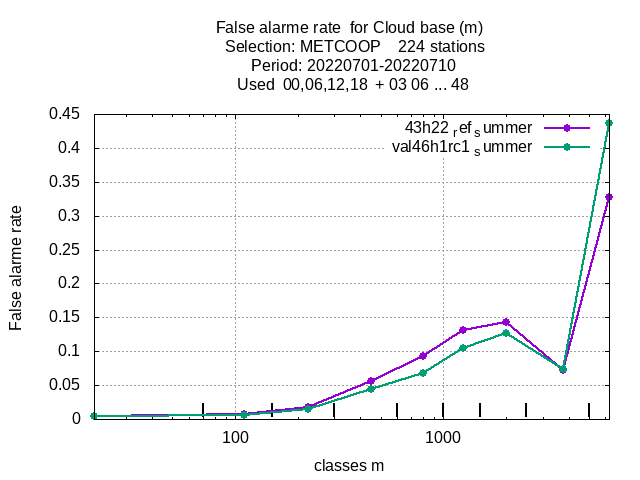 False alarme rate  for Cloud base (m)
Selection: METCOOP    224 stations
Period: 20220701-20220710
Used  00,06,12,18  + 03 06 ... 48
43h22 ref summer
val46h1rc1 summer
False alarme rate
0.45
0.4
0.35
0.3
0.25
0.2
0.15
0.1
0.05
0
100
1000
classes m